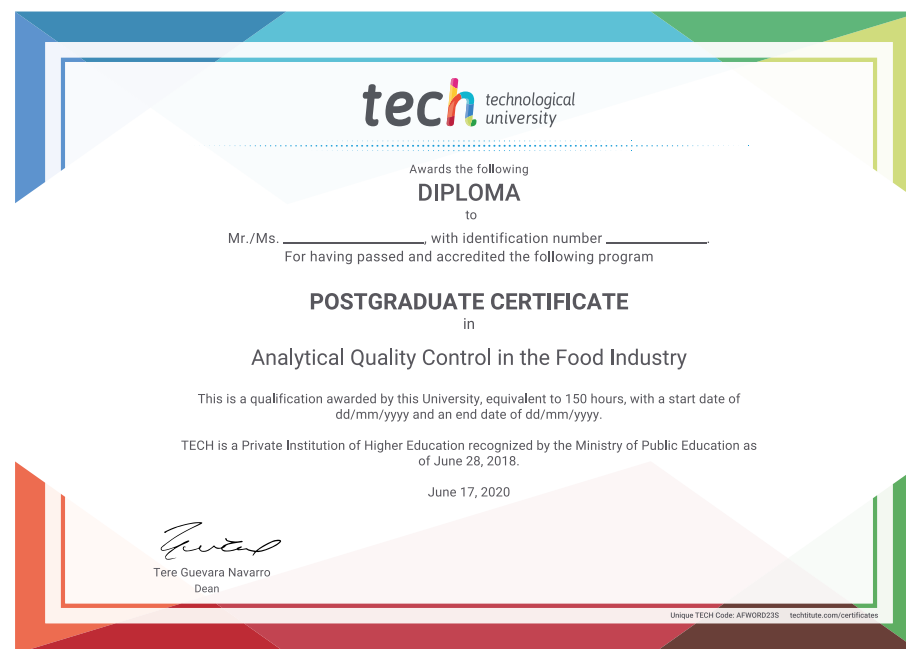 tech technological
university
Awards the following
DIPLOMA
to
Mr./Ms. ____________, with identification number ____________.
For having passed and accredited the following program
POSTGRADUATE CERTIFICATE
in
Analytical Quality Control in the Food Industry
This is a qualification awarded by this University, equivalent to 150 hours, with a start date of
dd/mm/yyyy and an end date of dd/mm/yyyy.
TECH is a Private Institution of Higher Education recognized by the Ministry of Public Education as
of June 28, 2018.
June 17, 2020
Tere Guevara Navarro
Dean
Unique TECH Code: AFWORD23S techtitute.com/certificates